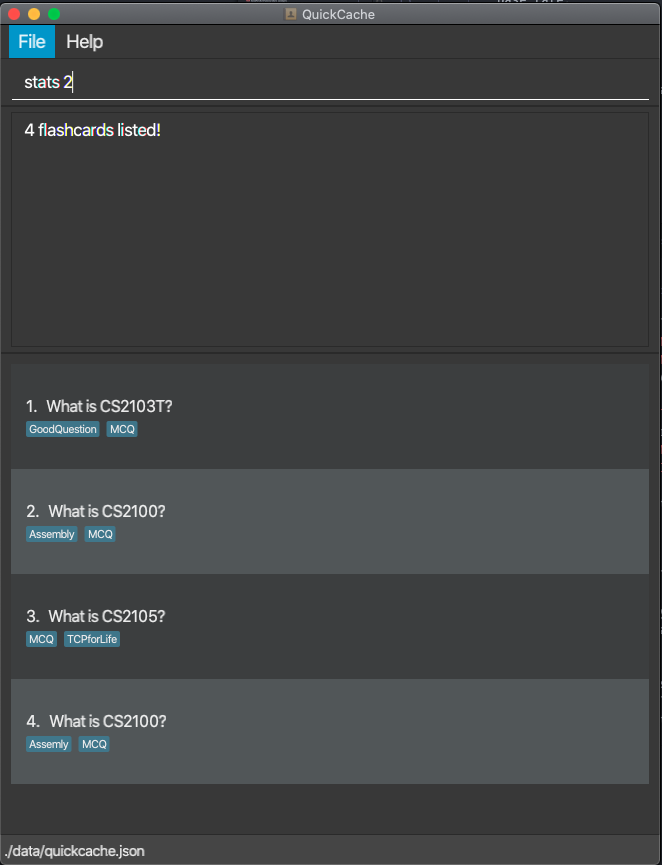 QuickCache
File Help
stats 2
4 flashcards listed!
1. What is CS2103T?
GoodQuestion MCQ
2. What is CS2100?
Assembly MCQ
3. What is CS2105?
MCQ TCPforLife
4. What is CS2100?
Assemly MCQ
./data/quickcache.json